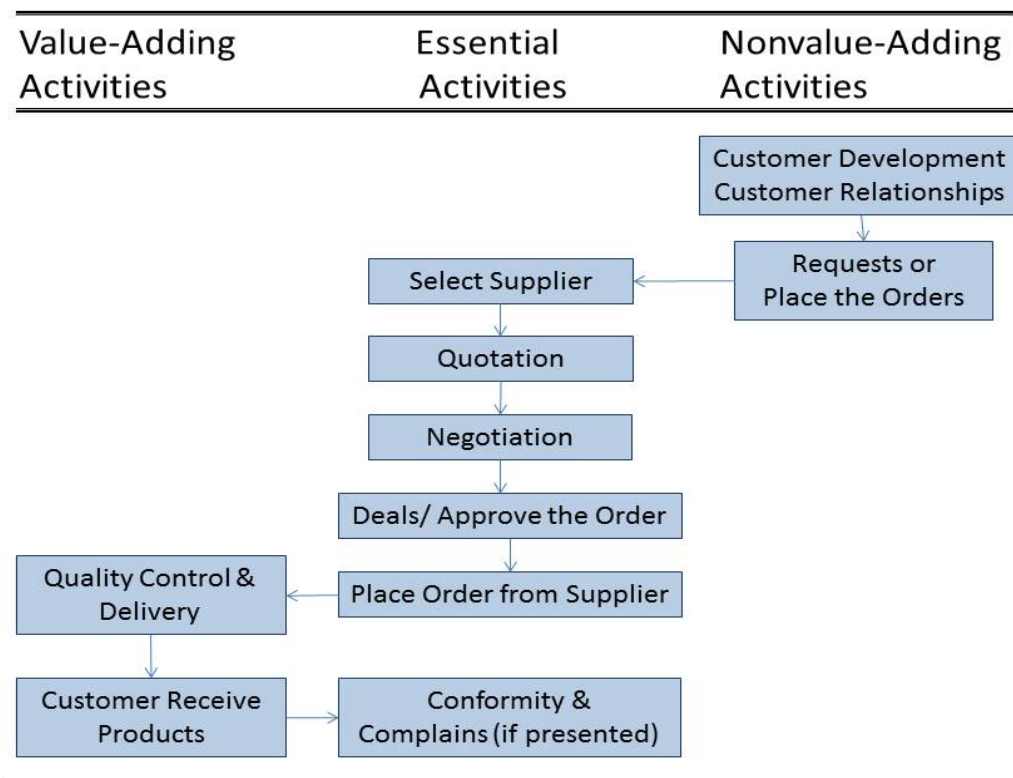 Value-Adding
Activities
Essential
Activities
Nonvalue-Adding
Activities
Customer Development
Customer Relationships
Requests or
Place the Orders
Select Supplier
Quotation
Negotiation
Deals/ Approve the Order
Place Order from Supplier
Quality Control &
Delivery
Customer Receive
Products
Conformity &
Complains (if presented)